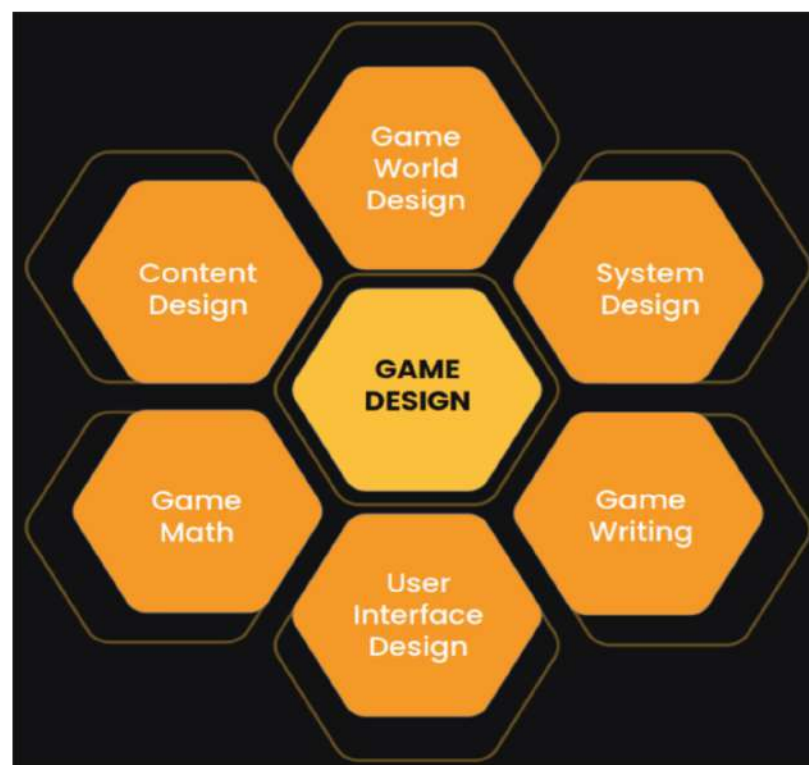 Game
World
Design
Content
Design
System
Design
GAME
DESIGN
Game
Math
Game
Writing
User
Interface
Design